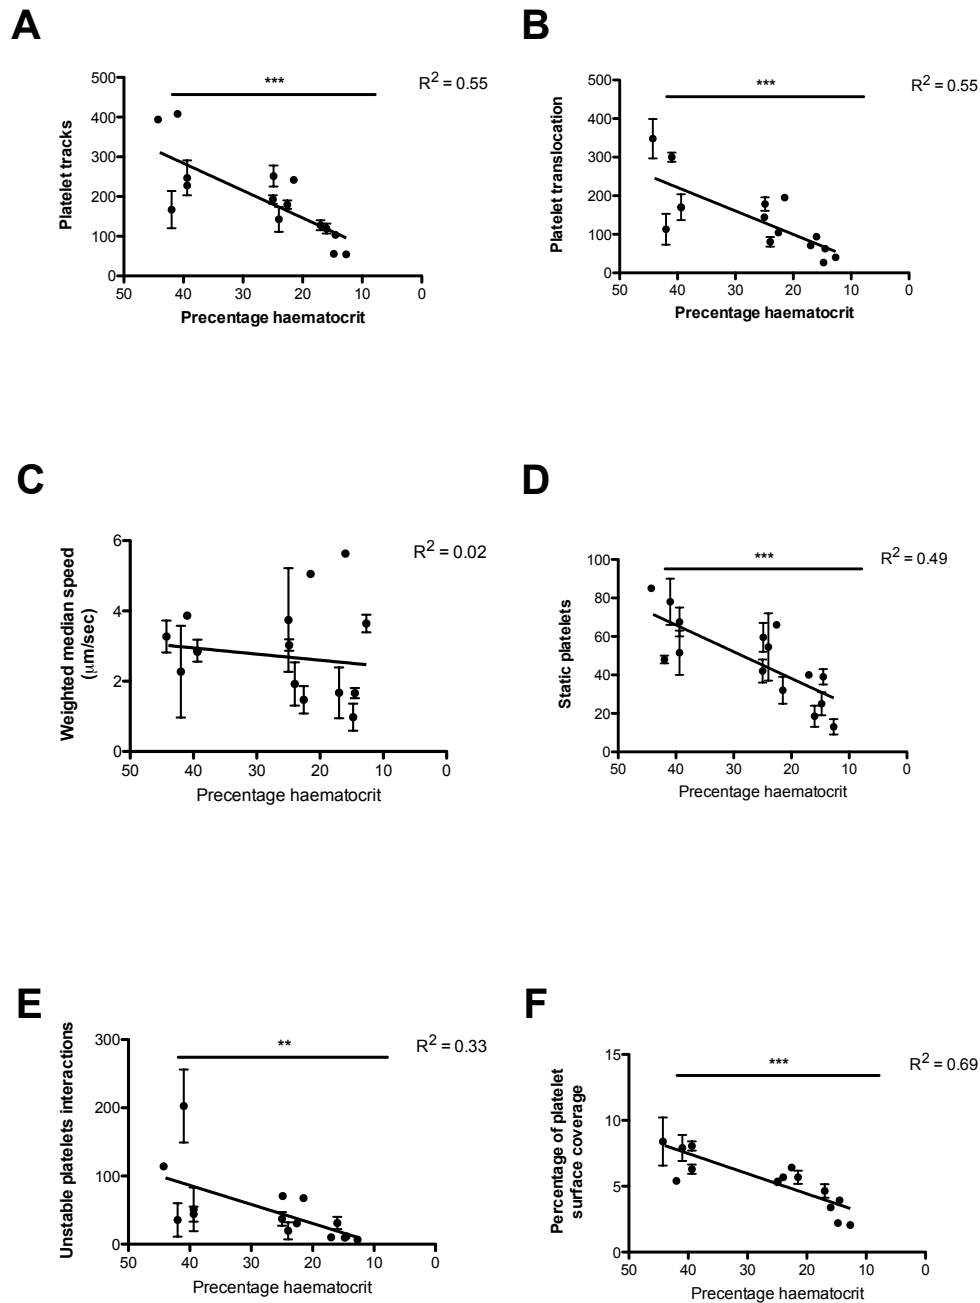 A
Platelet tracks
500
400
300
200
100
0
***
R² = 0.55
50 40 30 20 10 0
Precentage haematocrit
B
Platelet translocation
500
400
300
200
100
0
***
R² = 0.55
50 40 30 20 10 0
Precentage haematocrit
C
Weighted median speed
(μm/sec)
6
4
2
0
R² = 0.02
50 40 30 20 10 0
Precentage haematocrit
D
Static platelets
100
80
60
40
20
0
***
R² = 0.49
50 40 30 20 10 0
Precentage haematocrit
E
Unstable platelets interactions
300
200
100
0
**
R² = 0.33
50 40 30 20 10 0
Precentage haematocrit
F
Percentage of platelet
surface coverage
15
10
5
0
***
R² = 0.69
50 40 30 20 10 0
Precentage haematocrit